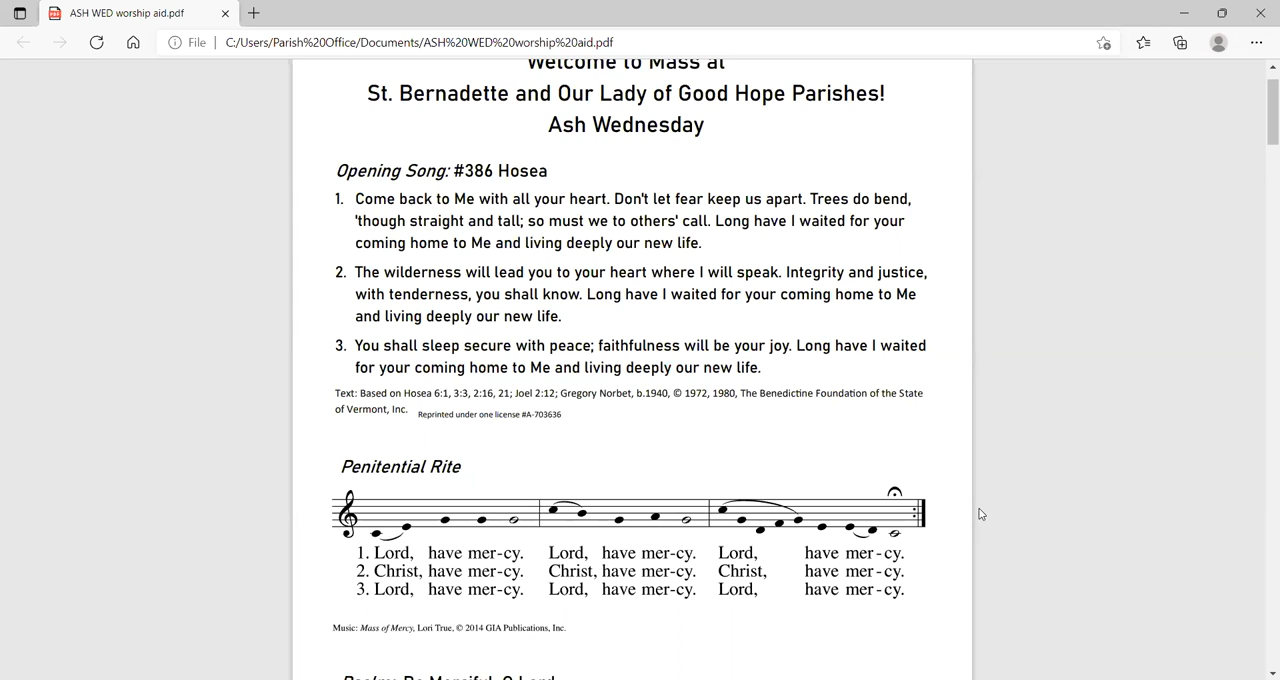 ASH WED worship aid.pdf
File C:/Users/Parish%20Office/Documents/ASH%20WED%20worship%20aid.pdf
Welcome to Mass at
St. Bernadette and Our Lady of Good Hope Parishes!
Ash Wednesday
Opening Song: #386 Hosea
1. Come back to Me with all your heart. Don't let fear keep us apart. Trees do bend,
'though straight and tall; so must we to others' call. Long have I waited for your
coming home to Me and living deeply our new life.
2. The wilderness will lead you to your heart where I will speak. Integrity and justice,
with tenderness, you shall know. Long have I waited for your coming home to Me
and living deeply our new life.
3. You shall sleep secure with peace; faithfulness will be your joy. Long have I waited
for your coming home to Me and living deeply our new life.
Text: Based on Hosea 6:1, 3:3, 2:16, 21; Joel 2:12; Gregory Norbet, b.1940, © 1972, 1980, The Benedictine Foundation of the State
of Vermont, Inc. Reprinted under one license #A-703636
Penitential Rite
1. Lord, have mer-cy. Lord, have mer-cy. Lord, have mer-cy.
2. Christ, have mer-cy. Christ, have mer-cy. Christ, have mer-cy.
3. Lord, have mer-cy. Lord, have mer-cy. Lord, have mer-cy.
Music: Mass of Mercy, Lori True, © 2014 GIA Publications, Inc.
Psalm: Be Merciful, O Lord